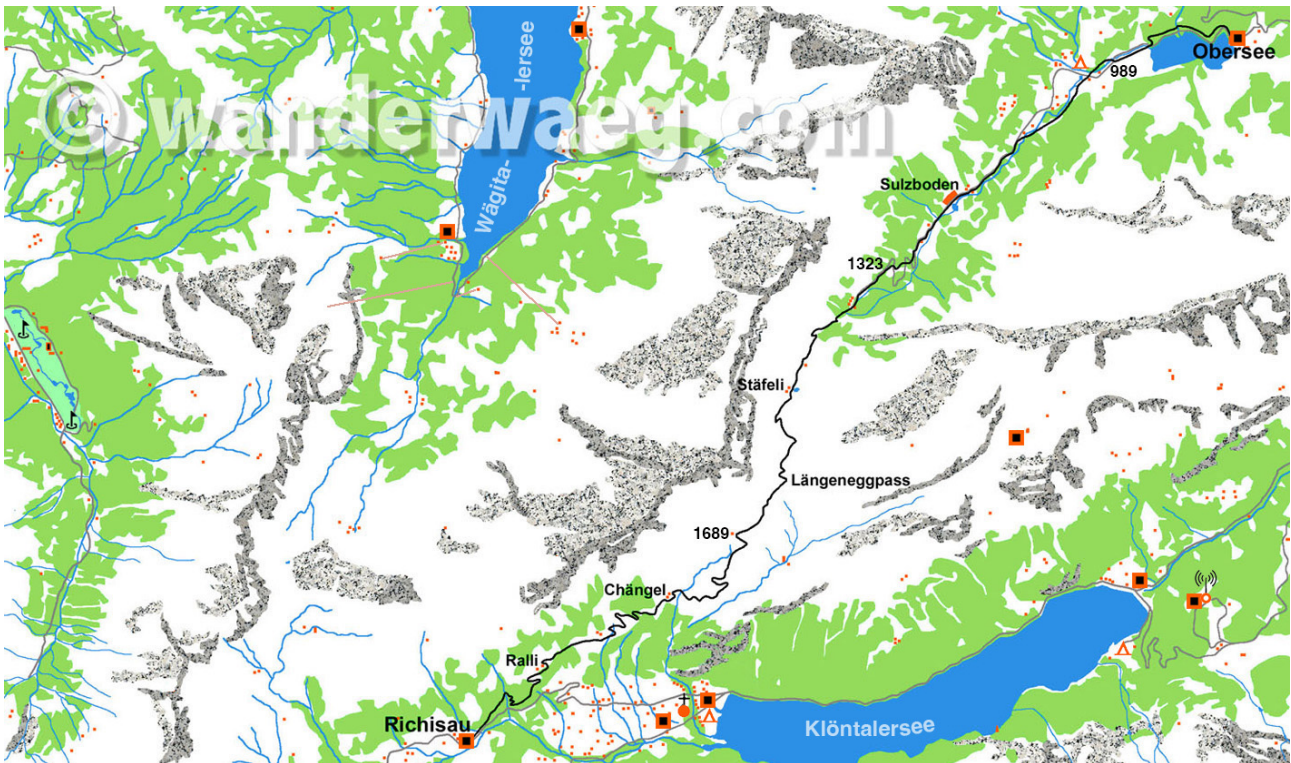 Obersee
989
-lersee
© wanderwaeg.com
Wägita-
Sulzboden
1323
Stäfeli
Längeneggpass
1689
Chängel
Ralli
Richisau
Klöntalersee